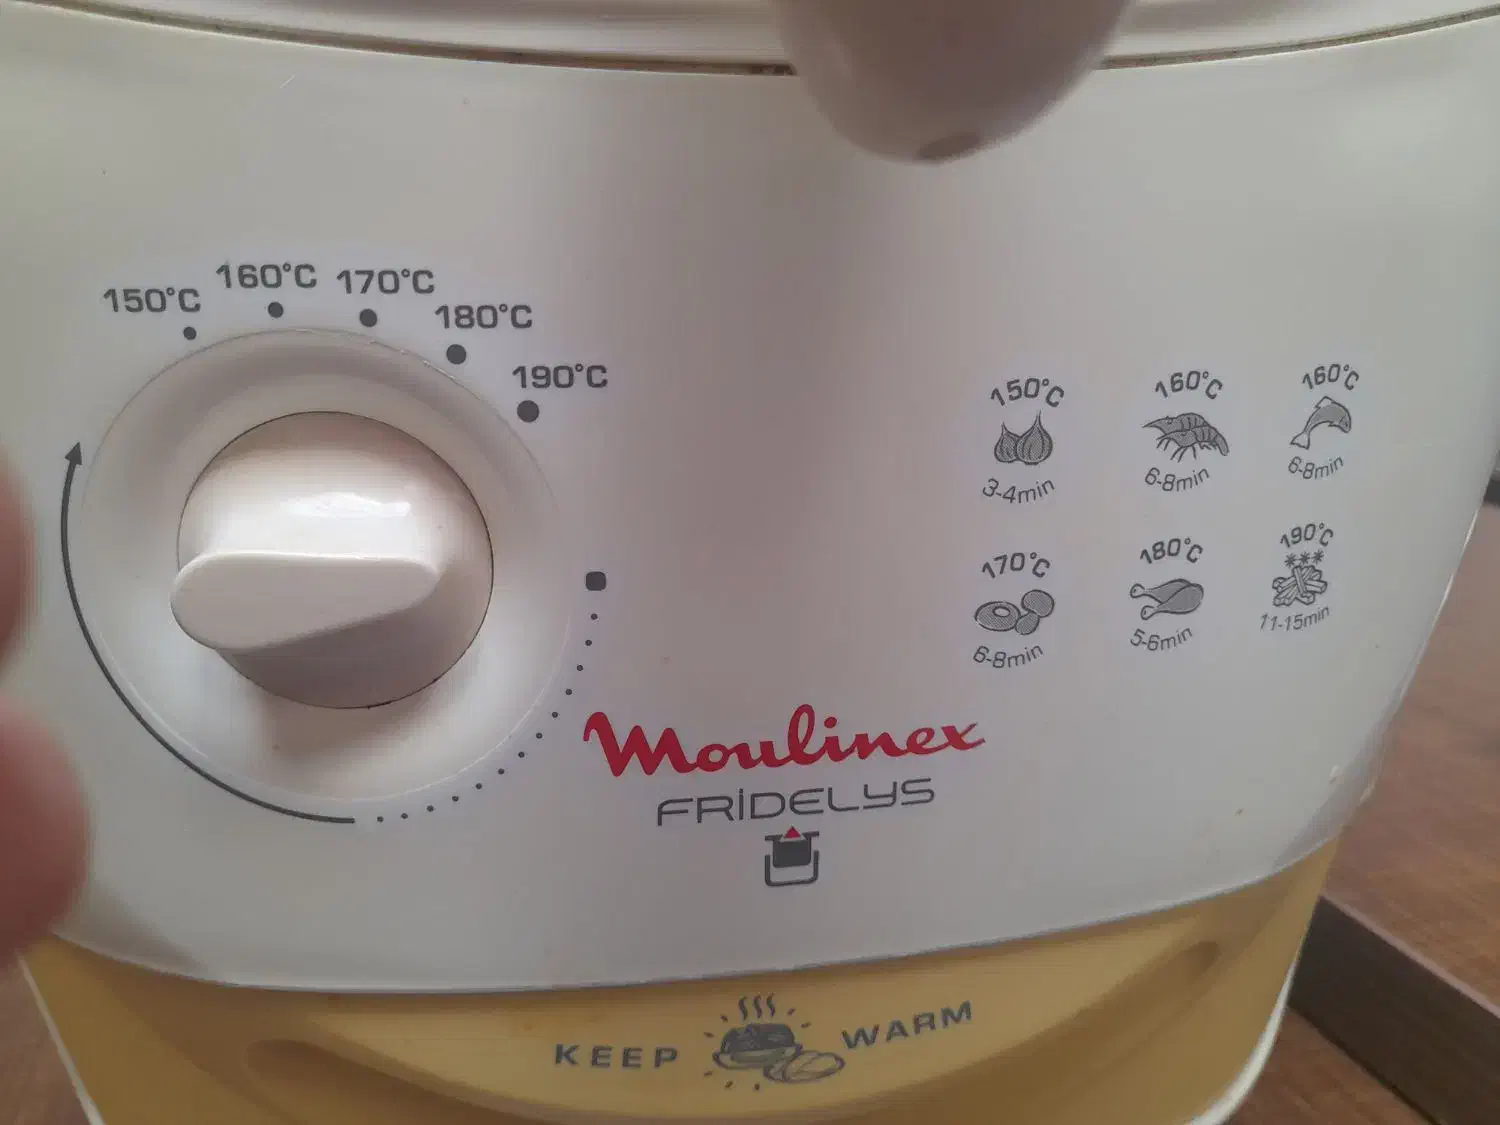 150°C 160°C 170°C 180°C 190°C
150°C 160°C 160°C
3-4min 6-8min 6-8min
170°C 180°C 190°C
6-8min 5-6min 11-15min
Moulinex
FRIDELYS
KEEP WARM